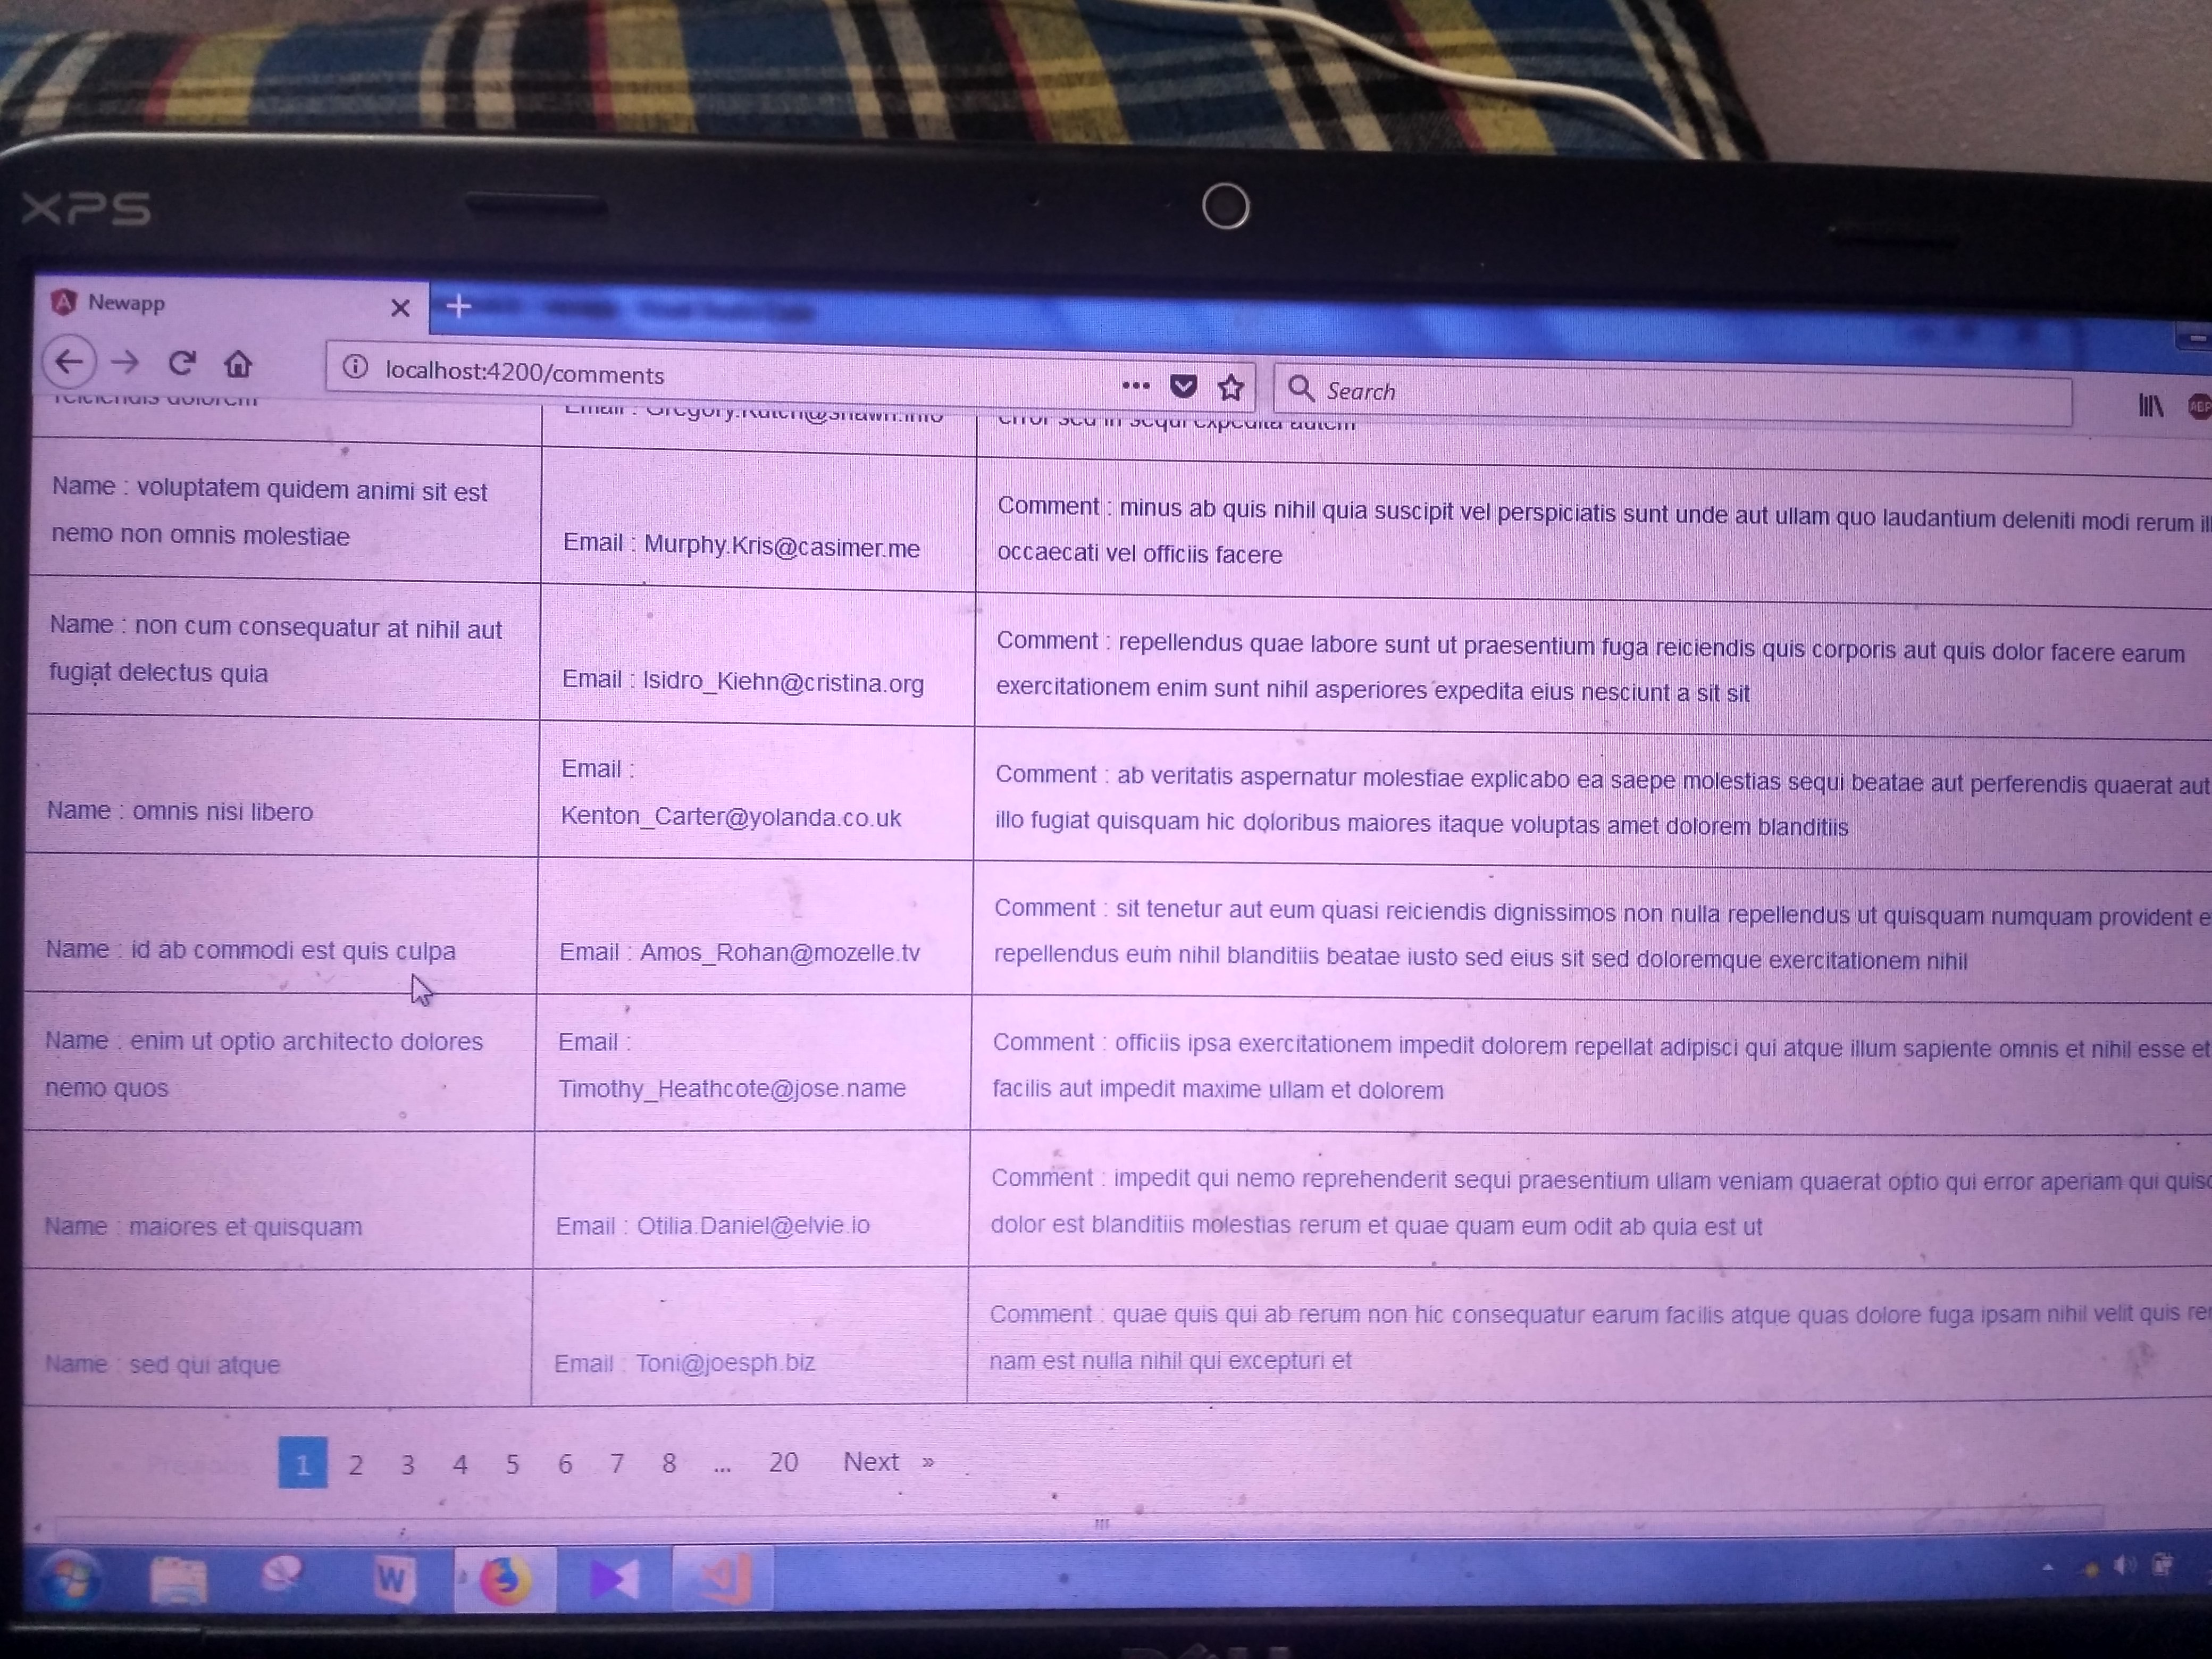 XPS
Newapp
localhost:4200/comments
Search
ABP
reiciendis dolorem
Email :
error sed in sequi expedita autem
Name : voluptatem quidem animi sit est
nemo non omnis molestiae
Email : Murphy.Kris@casimer.me
Comment : minus ab quis nihil quia suscipit vel perspiciatis sunt unde aut ullam quo laudantium deleniti modi rerum
occaecati vel officiis facere
Name : non cum consequatur at nihil aut
fugiat delectus quia
Email : Isidro_Kiehn@cristina.org
Comment : repellendus quae labore sunt ut praesentium fuga reiciendis quis corporis aut quis dolor facere earum
exercitationem enim sunt nihil asperiores expedita eius nesciunt a sit sit
Name : omnis nisi libero
Email :
Kenton_Carter@yolanda.co.uk
Comment : ab veritatis aspernatur molestiae explicabo ea saepe molestias sequi beatae aut perferendis quaerat aut
illo fugiat quisquam hic doloribus maiores itaque voluptas amet dolorem blanditiis
Name : id ab commodi est quis culpa
Email : Amos_Rohan@mozelle.tv
Comment : sit tenetur aut eum quasi reiciendis dignissimos non nulla repellendus ut quisquam numquam provident
repellendus eum nihil blanditiis beatae iusto sed eius sit sed doloremque exercitationem nihil
Name : enim ut optio architecto dolores
nemo quos
Email :
Timothy_Heathcote@jose.name
Comment : officiis ipsa exercitationem impedit dolorem repellat adipisci qui atque illum sapiente omnis et nihil esse et
facilis aut impedit maxime ullam et dolorem
Name : maiores et quisquam
Email : Otilia.Daniel@elvie.io
Comment : impedit qui nemo reprehenderit sequi praesentium ullam veniam quaerat optio qui error aperiam qui
dolor est blanditiis molestias rerum et quae quam eum odit ab quia est ut
Name : sed qui atque
Email : Toni@joesph.biz
Comment : quae quis qui ab rerum non hic consequatur earum facilis atque quas dolore fuga ipsam nihil velit quis
nam est nulla nihil qui excepturi et
1 2 3 4 5 6 7 8 ... 20 Next »
W